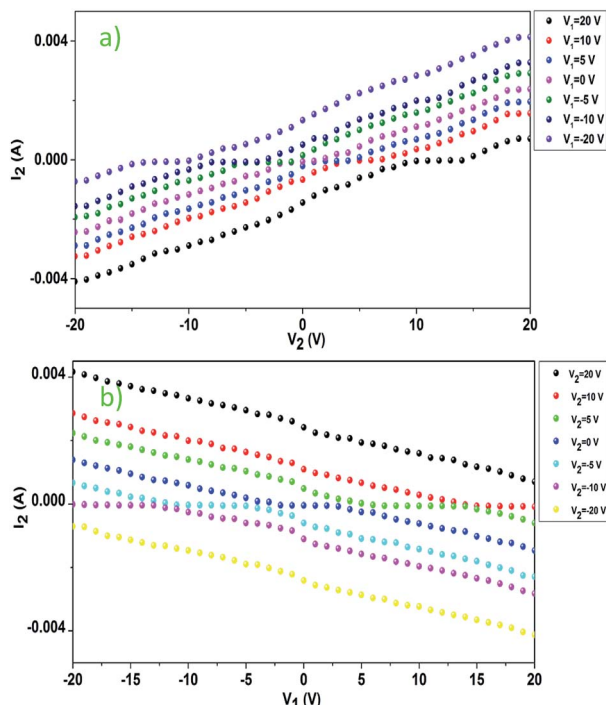 a)
0.004
0.000
-0.004
I2 (A)
-20
-10
0
10
20
V2 (V)
V1=20 V
V1=10 V
V1=5 V
V1=0 V
V1=-5 V
V1=-10 V
V1=-20 V
b)
0.004
0.000
-0.004
I2 (A)
-20
-15
-10
-5
0
5
10
15
20
V1 (V)
V2=20 V
V2=10 V
V2=5 V
V2=0 V
V2=-5 V
V2=-10 V
V2=-20 V